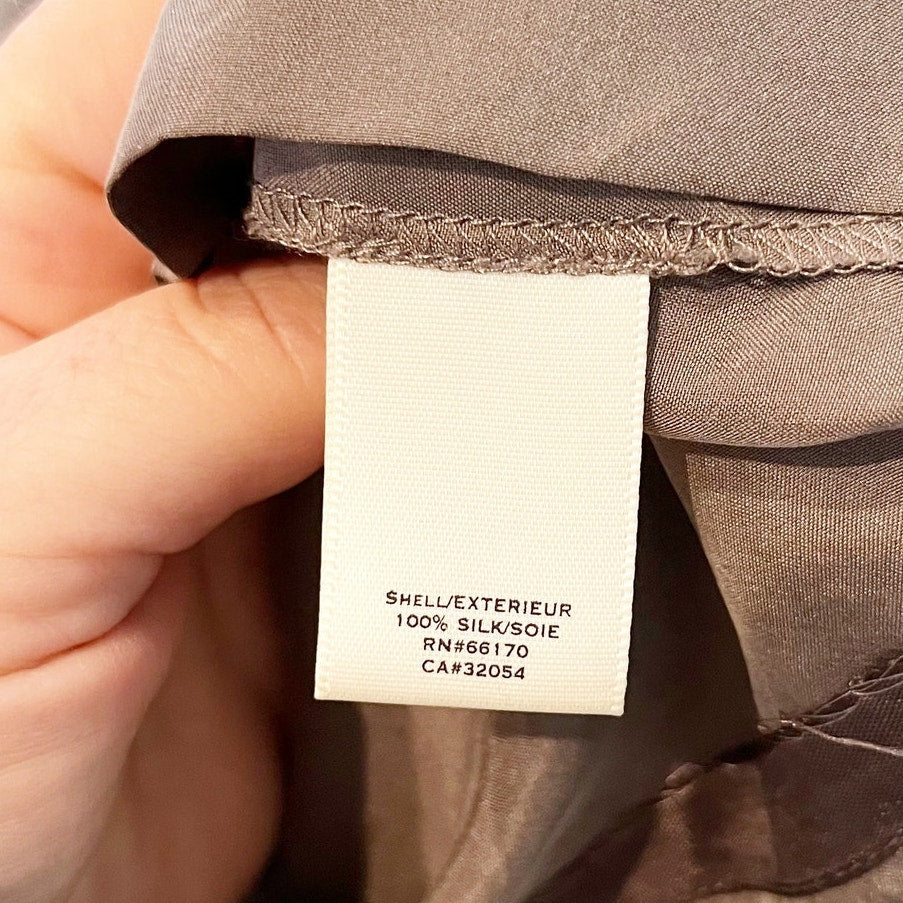 SHELL/EXTERIEUR
100% SILK/SOIE
RN#66170
CA#32054